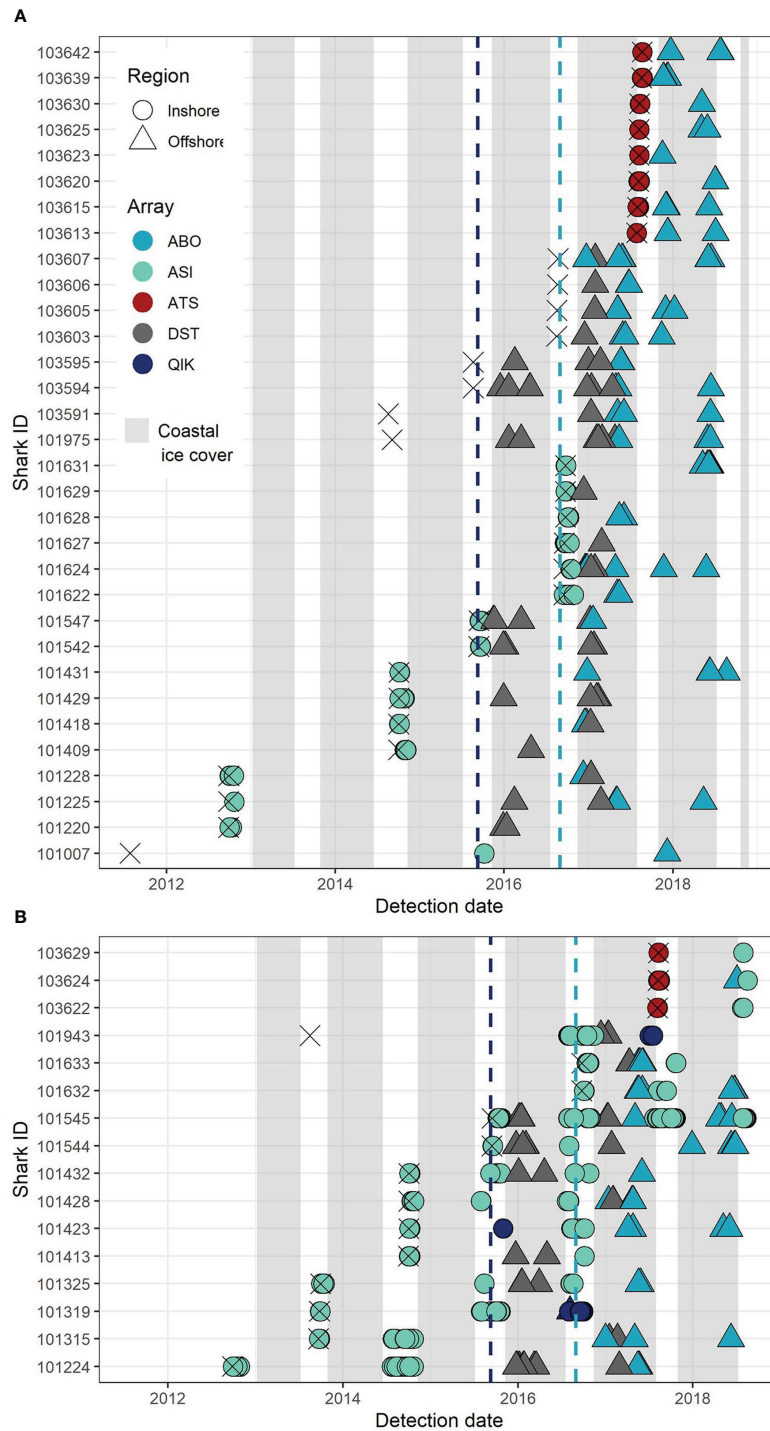 A
Shark ID
103642
103639
103630
103625
103623
103620
103615
103613
103607
103606
103605
103603
103595
103594
103591
101975
101631
101629
101628
101627
101624
101622
101547
101542
101431
101429
101418
101409
101228
101225
101220
101007
Region
Inshore
Offshore
Array
ABO
ASI
ATS
DST
QIK
Coastal
ice cover
2012 2014 2016 2018
Detection date
B
Shark ID
103629
103624
103622
101943
101633
101632
101545
101544
101432
101428
101423
101413
101325
101319
101315
101224
2012 2014 2016 2018
Detection date